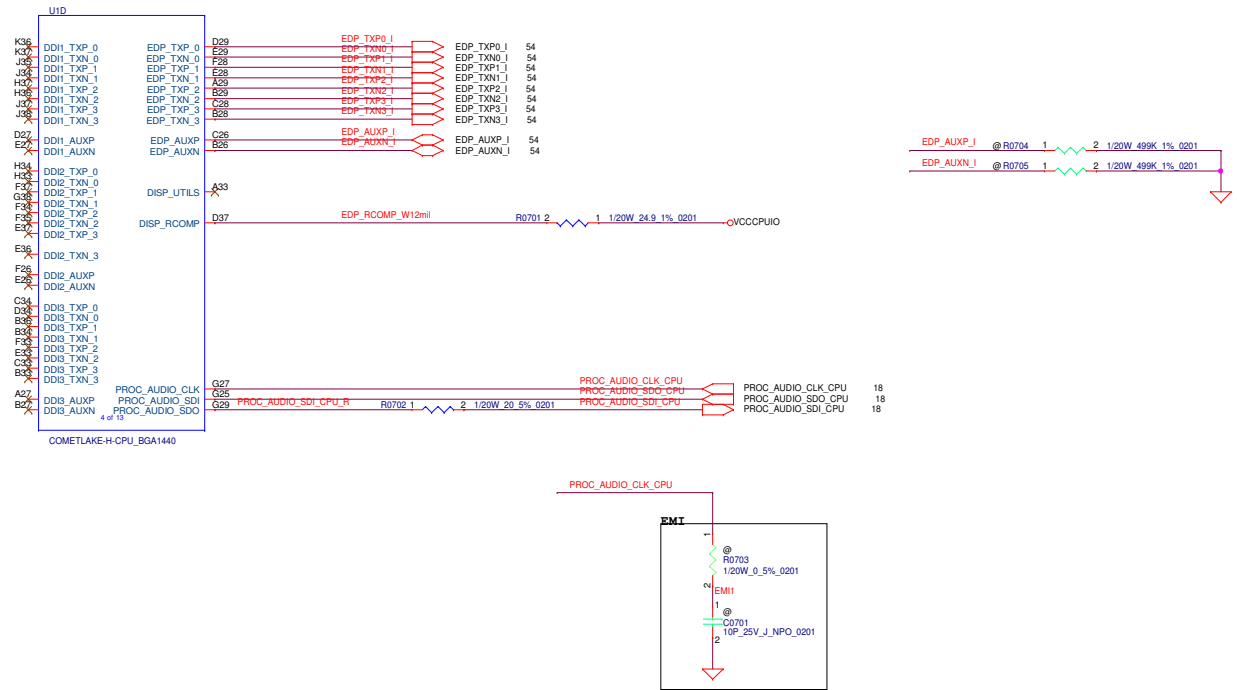 U1D
K36 DDI1_TXP_0 EDP_TXP_0 D29 EDP_TXP0_I EDP_TXP0_I 54
K37 DDI1_TXN_0 EDP_TXN_0 E29 EDP_TXN0_I EDP_TXN0_I 54
J35 DDI1_TXP_1 EDP_TXP_1 F28 EDP_TXP1_I EDP_TXP1_I 54
J34 DDI1_TXN_1 EDP_TXN_1 E28 EDP_TXN1_I EDP_TXN1_I 54
H37 DDI1_TXP_2 EDP_TXP_2 A29 EDP_TXP2_I EDP_TXP2_I 54
H36 DDI1_TXN_2 EDP_TXN_2 B29 EDP_TXN2_I EDP_TXN2_I 54
J37 DDI1_TXP_3 EDP_TXP_3 C28 EDP_TXP3_I EDP_TXP3_I 54
J38 DDI1_TXN_3 EDP_TXN_3 B28 EDP_TXN3_I EDP_TXN3_I 54
D27 DDI1_AUXP EDP_AUXP C26 EDP_AUXP_I EDP_AUXP_I 54
E27 DDI1_AUXN EDP_AUXN B26 EDP_AUXN_I EDP_AUXN_I 54
EDP_AUXP_I @ R0704 1 2 1/20W_499K_1%_0201
EDP_AUXN_I @ R0705 1 2 1/20W_499K_1%_0201
H34 DDI2_TXP_0
H33 DDI2_TXN_0
F37 DDI2_TXP_1 DISP_UTILS A33
G38 DDI2_TXN_1
F34 DDI2_TXP_2
F35 DDI2_TXN_2 DISP_RCOMP D37 EDP_RCOMP_W12mil R0701 2 1 1/20W_24.9_1%_0201 VCCCPUIO
E37 DDI2_TXP_3
E36 DDI2_TXN_3
F26 DDI2_AUXP
E26 DDI2_AUXN
C34 DDI3_TXP_0
D34 DDI3_TXN_0
B36 DDI3_TXP_1
B34 DDI3_TXN_1
F33 DDI3_TXP_2
E33 DDI3_TXN_2
C33 DDI3_TXP_3
B33 DDI3_TXN_3
PROC_AUDIO_CLK G27 PROC_AUDIO_CLK_CPU PROC_AUDIO_CLK_CPU 18
A27 DDI3_AUXP PROC_AUDIO_SDI G25 PROC_AUDIO_SDO_CPU PROC_AUDIO_SDO_CPU 18
B27 DDI3_AUXN PROC_AUDIO_SDO G29 PROC_AUDIO_SDI_CPU_R R0702 1 2 1/20W_20_5%_0201 PROC_AUDIO_SDI_CPU PROC_AUDIO_SDI_CPU 18
4 of 13
COMETLAKE-H-CPU_BGA1440
PROC_AUDIO_CLK_CPU
EMI
1
@
R0703
1/20W_0_5%_0201
2
EMI1
1
@
C0701
10P_25V_J_NPO_0201
2